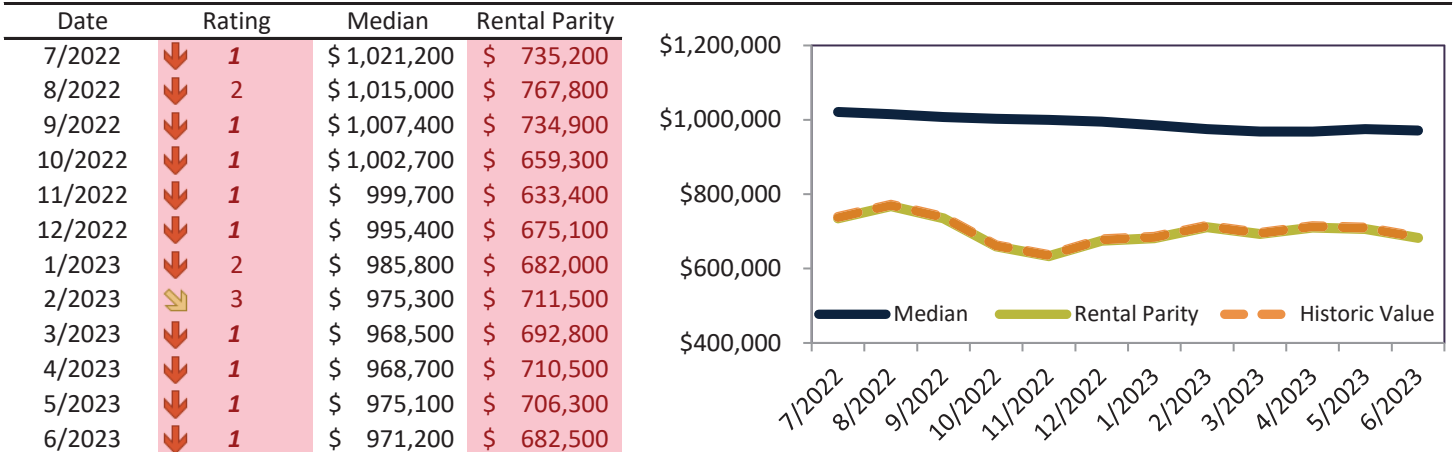 Date Rating Median Rental Parity
7/2022 1 $ 1,021,200 $ 735,200
8/2022 2 $ 1,015,000 $ 767,800
9/2022 1 $ 1,007,400 $ 734,900
10/2022 1 $ 1,002,700 $ 659,300
11/2022 1 $ 999,700 $ 633,400
12/2022 1 $ 995,400 $ 675,100
1/2023 2 $ 985,800 $ 682,000
2/2023 3 $ 975,300 $ 711,500
3/2023 1 $ 968,500 $ 692,800
4/2023 1 $ 968,700 $ 710,500
5/2023 1 $ 975,100 $ 706,300
6/2023 1 $ 971,200 $ 682,500
$1,200,000
$1,000,000
$800,000
$600,000
$400,000
Median Rental Parity Historic Value
7/2022 8/2022 9/2022 10/2022 11/2022 12/2022 1/2023 2/2023 3/2023 4/2023 5/2023 6/2023